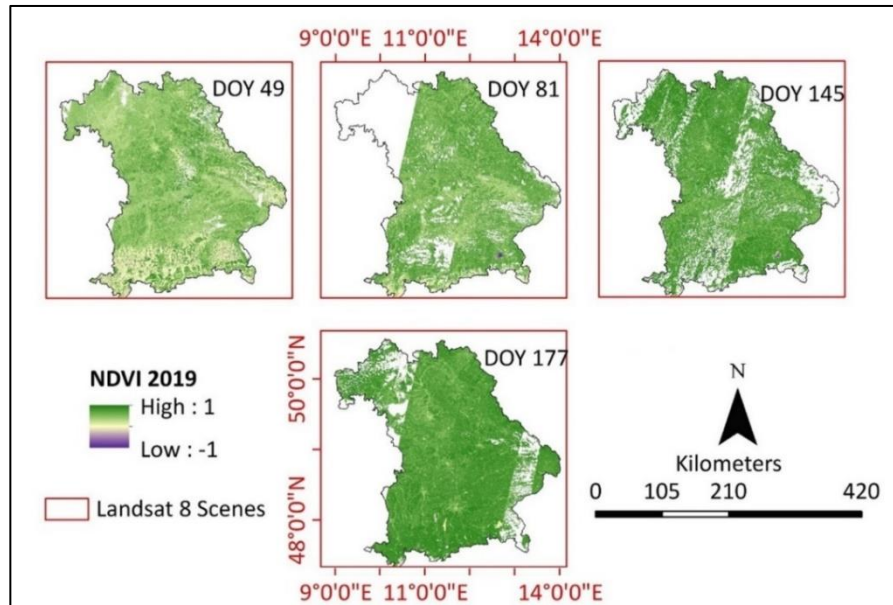 9°0'0"E 11°0'0"E 14°0'0"E
DOY 49
DOY 81
DOY 145
DOY 177
50°0'0"N
48°0'0"N
NDVI 2019
High : 1
Low : -1
Landsat 8 Scenes
N
Kilometers
0 105 210 420
9°0'0"E 11°0'0"E 14°0'0"E